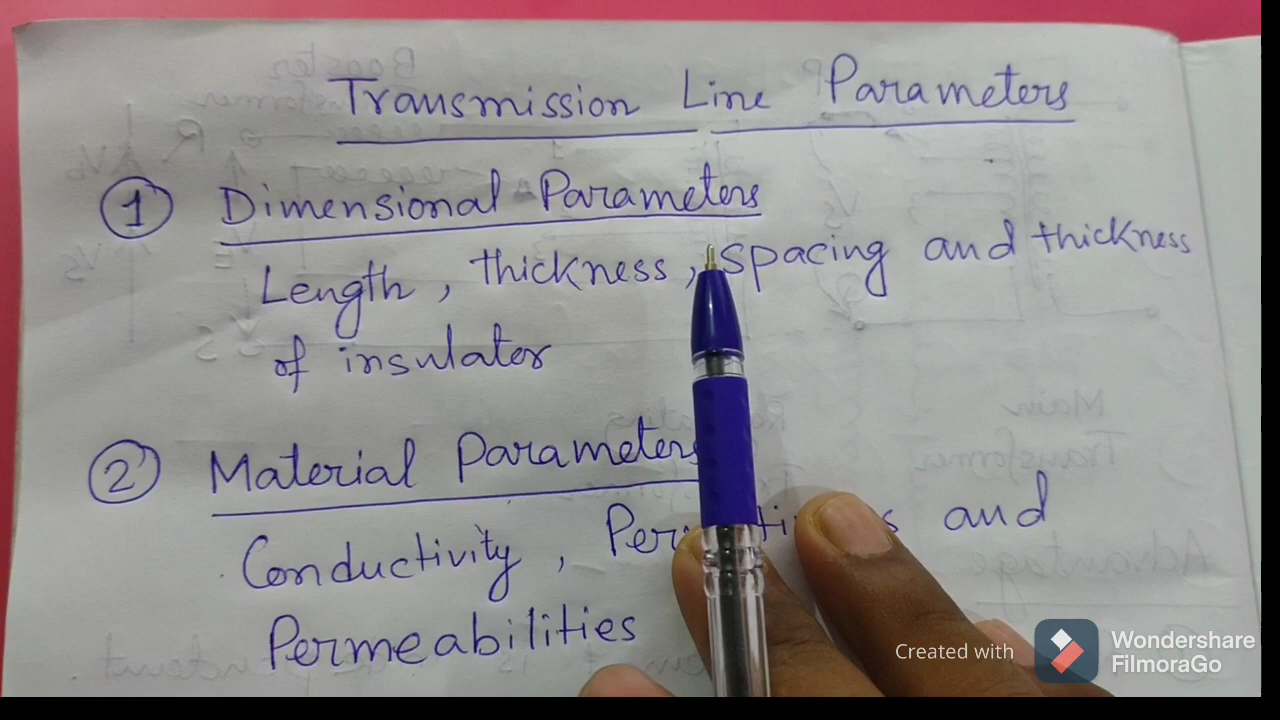 Transmission Line Parameters
① Dimensional Parameters
Length, thickness, spacing and thickness
of insulator
② Material Parameters
Conductivity, and
Permeabilities
Created with Wondershare
FilmoraGo